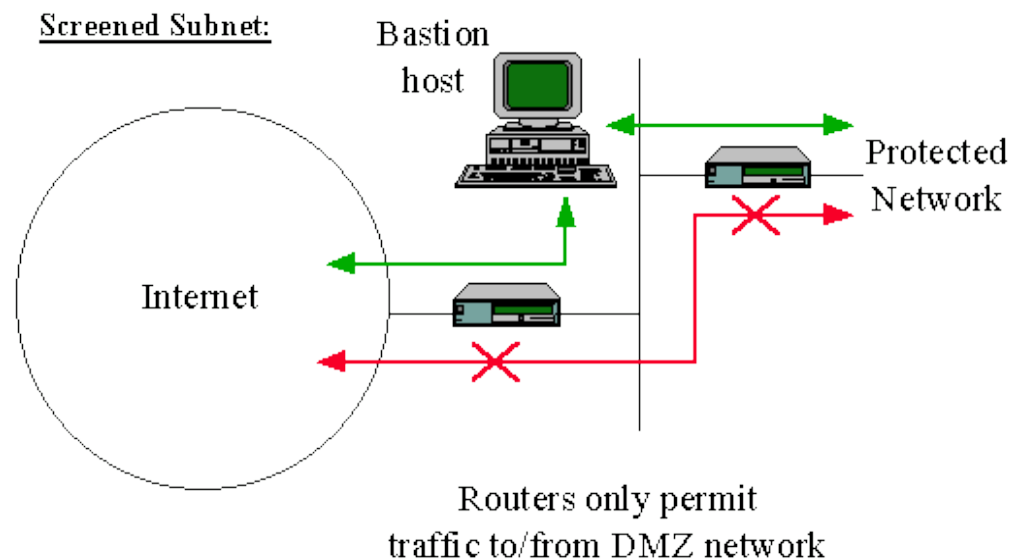 Screened Subnet:
Bastion
host
Protected
Network
Internet
Routers only permit
traffic to/from DMZ network